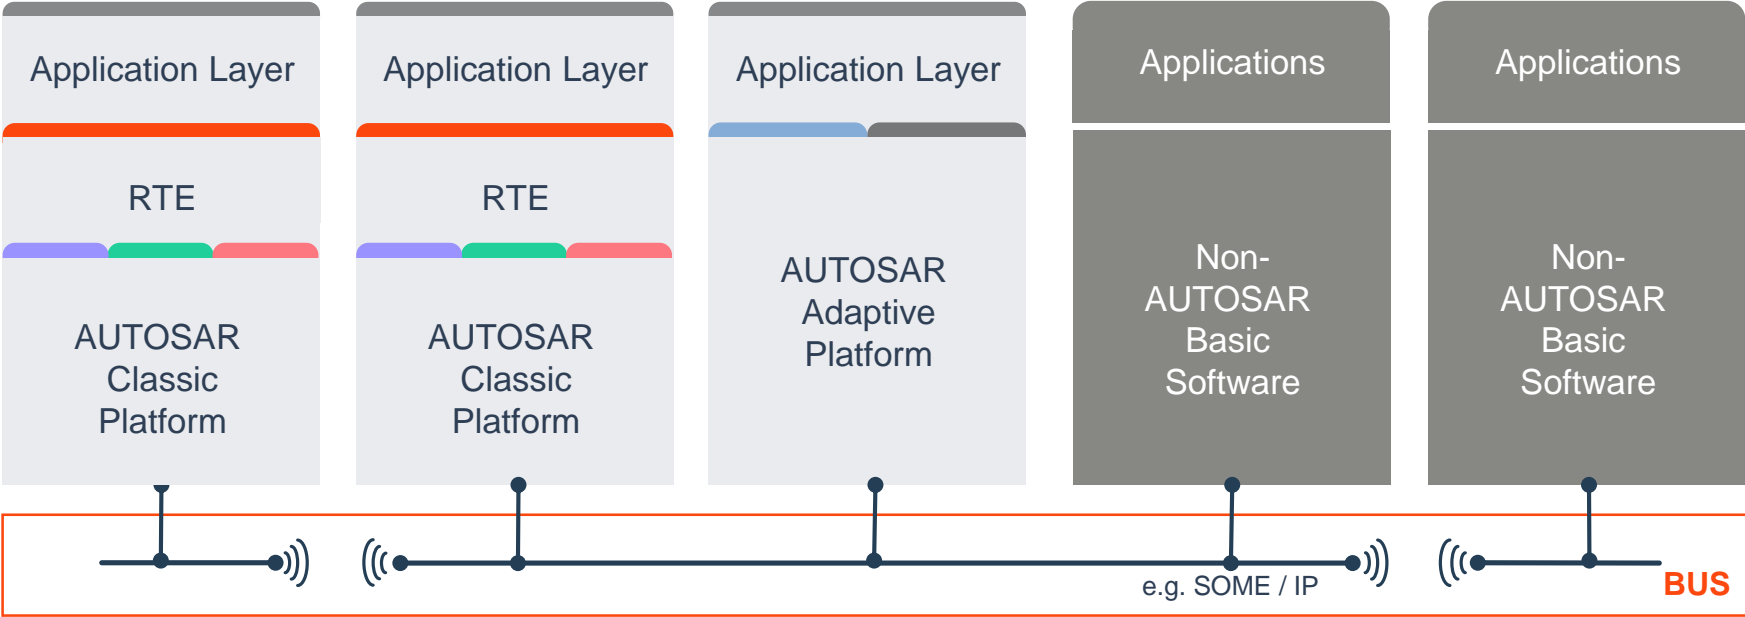 Application Layer
RTE
AUTOSAR
Classic
Platform
Application Layer
RTE
AUTOSAR
Classic
Platform
Application Layer
AUTOSAR
Adaptive
Platform
Applications
Non-
AUTOSAR
Basic
Software
Applications
Non-
AUTOSAR
Basic
Software
e.g. SOME / IP
BUS